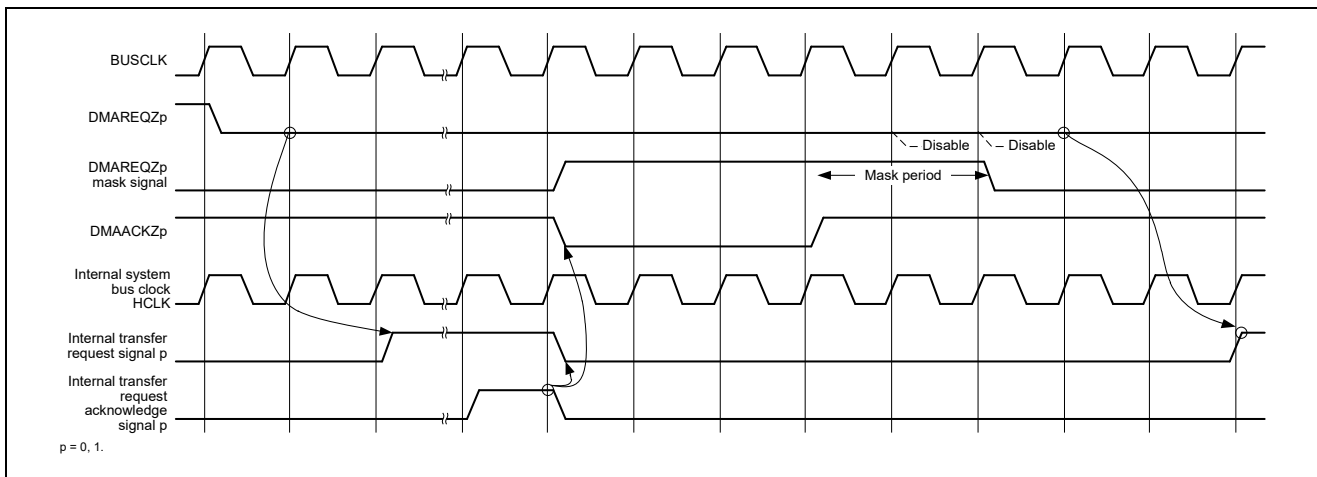 BUSCLK
DMAREQZp
– Disable
– Disable
DMAREQZp
mask signal
Mask period
DMAACKZp
Internal system
bus clock
HCLK
Internal transfer
request signal p
Internal transfer
request
acknowledge
signal p
p = 0, 1.